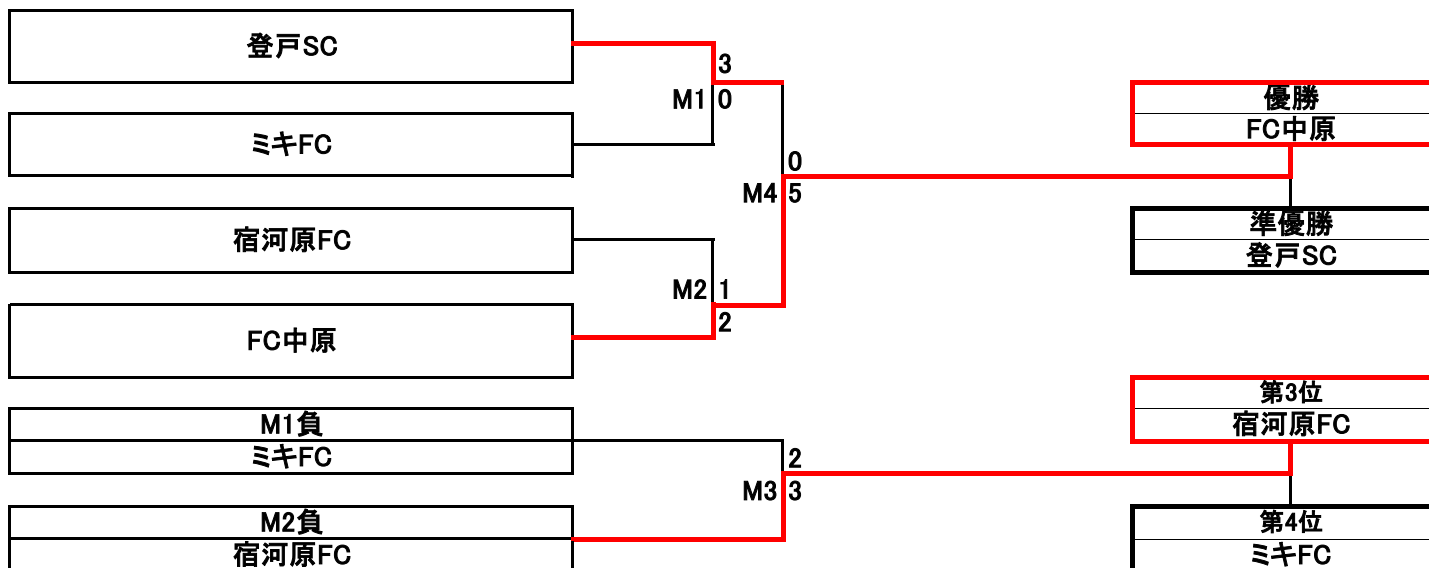 登戸SC
3
M1 0
ミキFC
宿河原FC
M2 1
2
FC中原
0
M4 5
優勝
FC中原
準優勝
登戸SC
M1負
ミキFC
2
M3 3
M2負
宿河原FC
第3位
宿河原FC
第4位
ミキFC